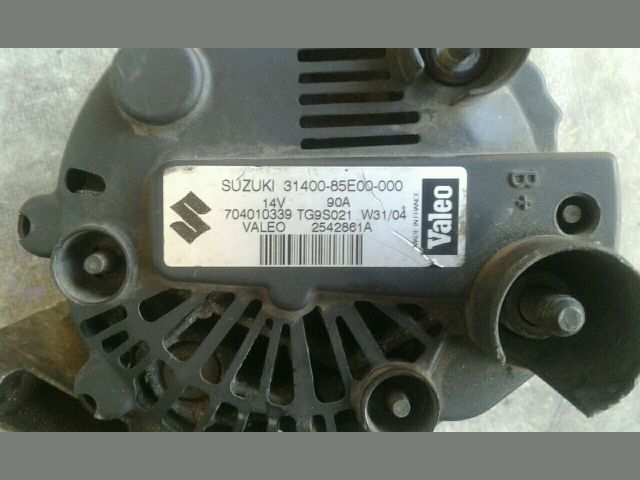 SUZUKI 31400-85E00-000
14V 90A
704010339 TG9S021 W31/04
VALEO 2542861A
Valeo
MADE IN FRANCE
B+